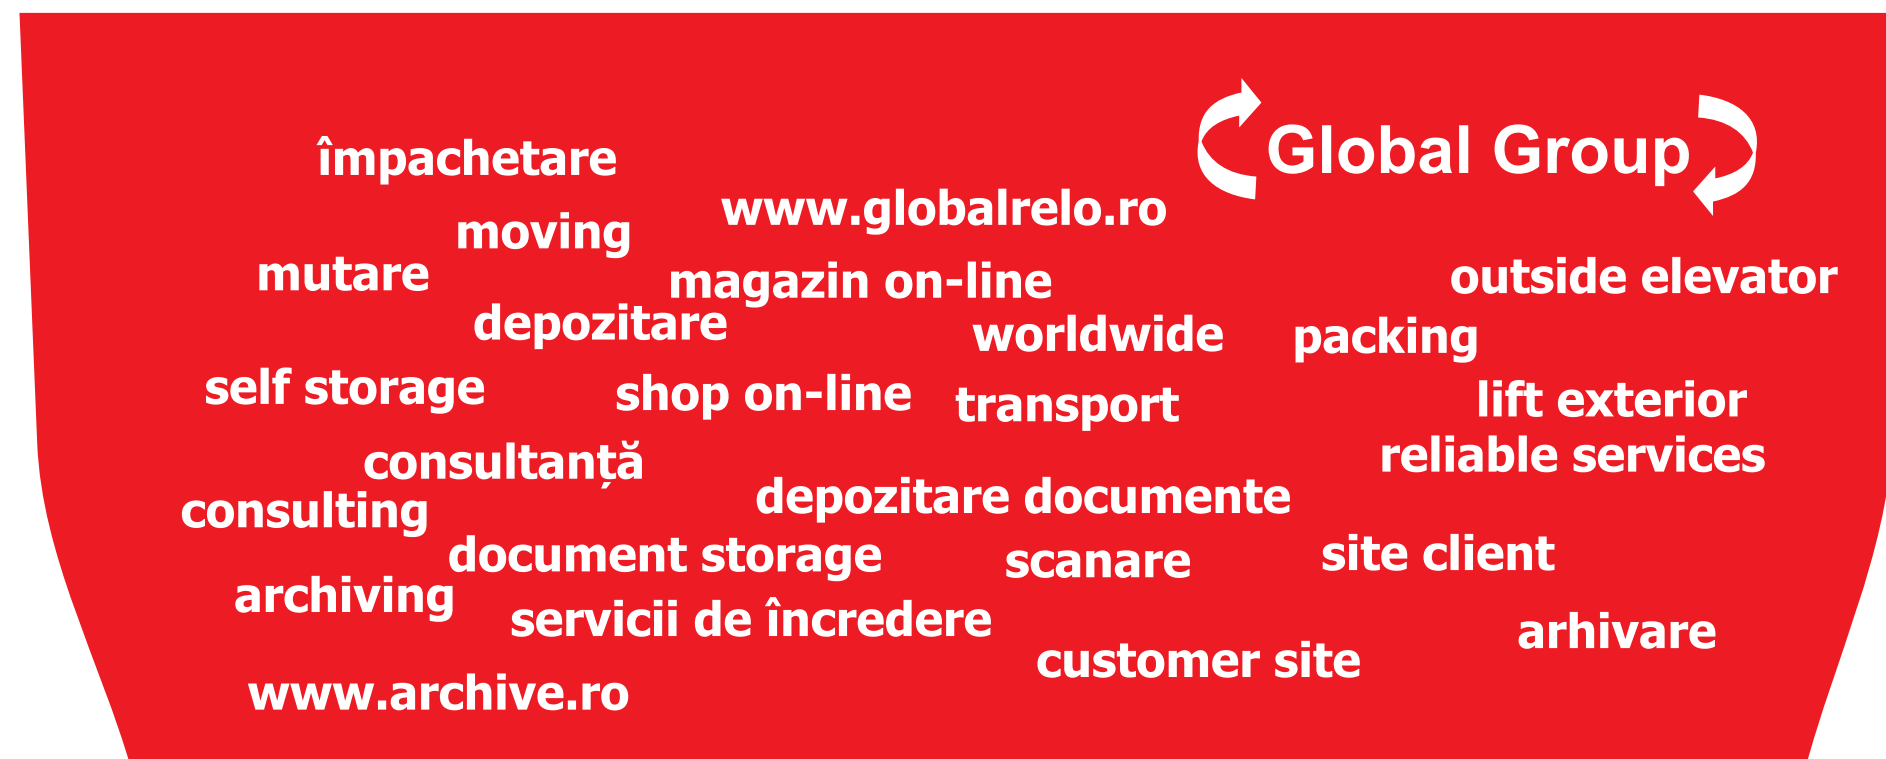 Global Group
împachetare
www.globalrelo.ro
moving
mutare
magazin on-line
outside elevator
depozitare
worldwide
packing
self storage
shop on-line
transport
lift exterior
consultanță
reliable services
consulting
depozitare documente
document storage
scanare
site client
archiving
servicii de încredere
arhivare
customer site
www.archive.ro